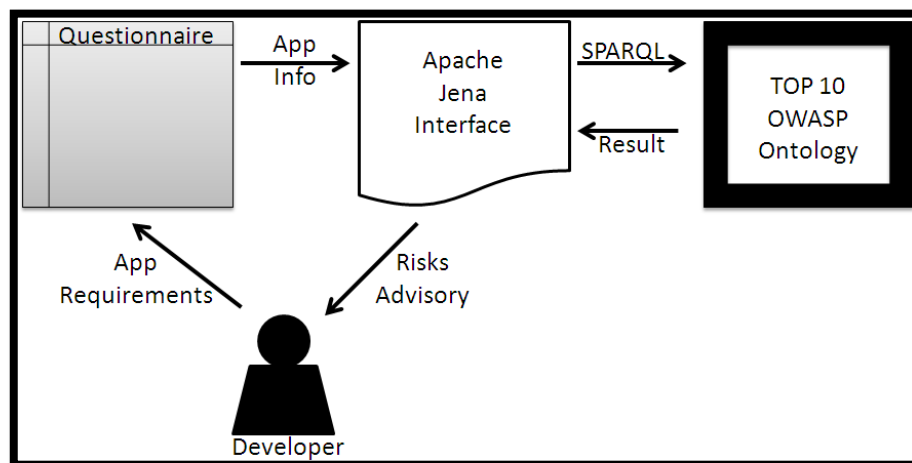 Questionnaire
App
Info
Apache
Jena
Interface
SPARQL
Result
TOP 10
OWASP
Ontology
App
Requirements
Risks
Advisory
Developer